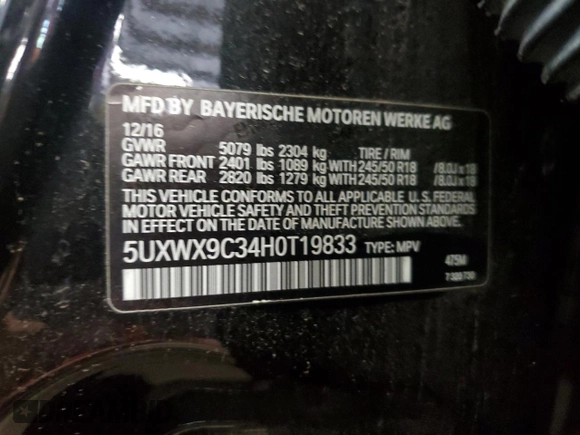 MFD BY BAYERISCHE MOTOREN WERKE AG
12/16
GVWR 5079 lbs 2304 kg TIRE / RIM
GAWR FRONT 2401 lbs 1089 kg WITH 245/50 R18 /8.0J x 18
GAWR REAR 2820 lbs 1279 kg WITH 245/50 R18 /8.0J x 18
THIS VEHICLE CONFORMS TO ALL APPLICABLE U. S. FEDERAL
MOTOR VEHICLE SAFETY AND THEFT PREVENTION STANDARDS
IN EFFECT ON THE DATE OF MANUFACTURE SHOWN ABOVE.
5UXWX9C34H0T19833 TYPE: MPV
475M